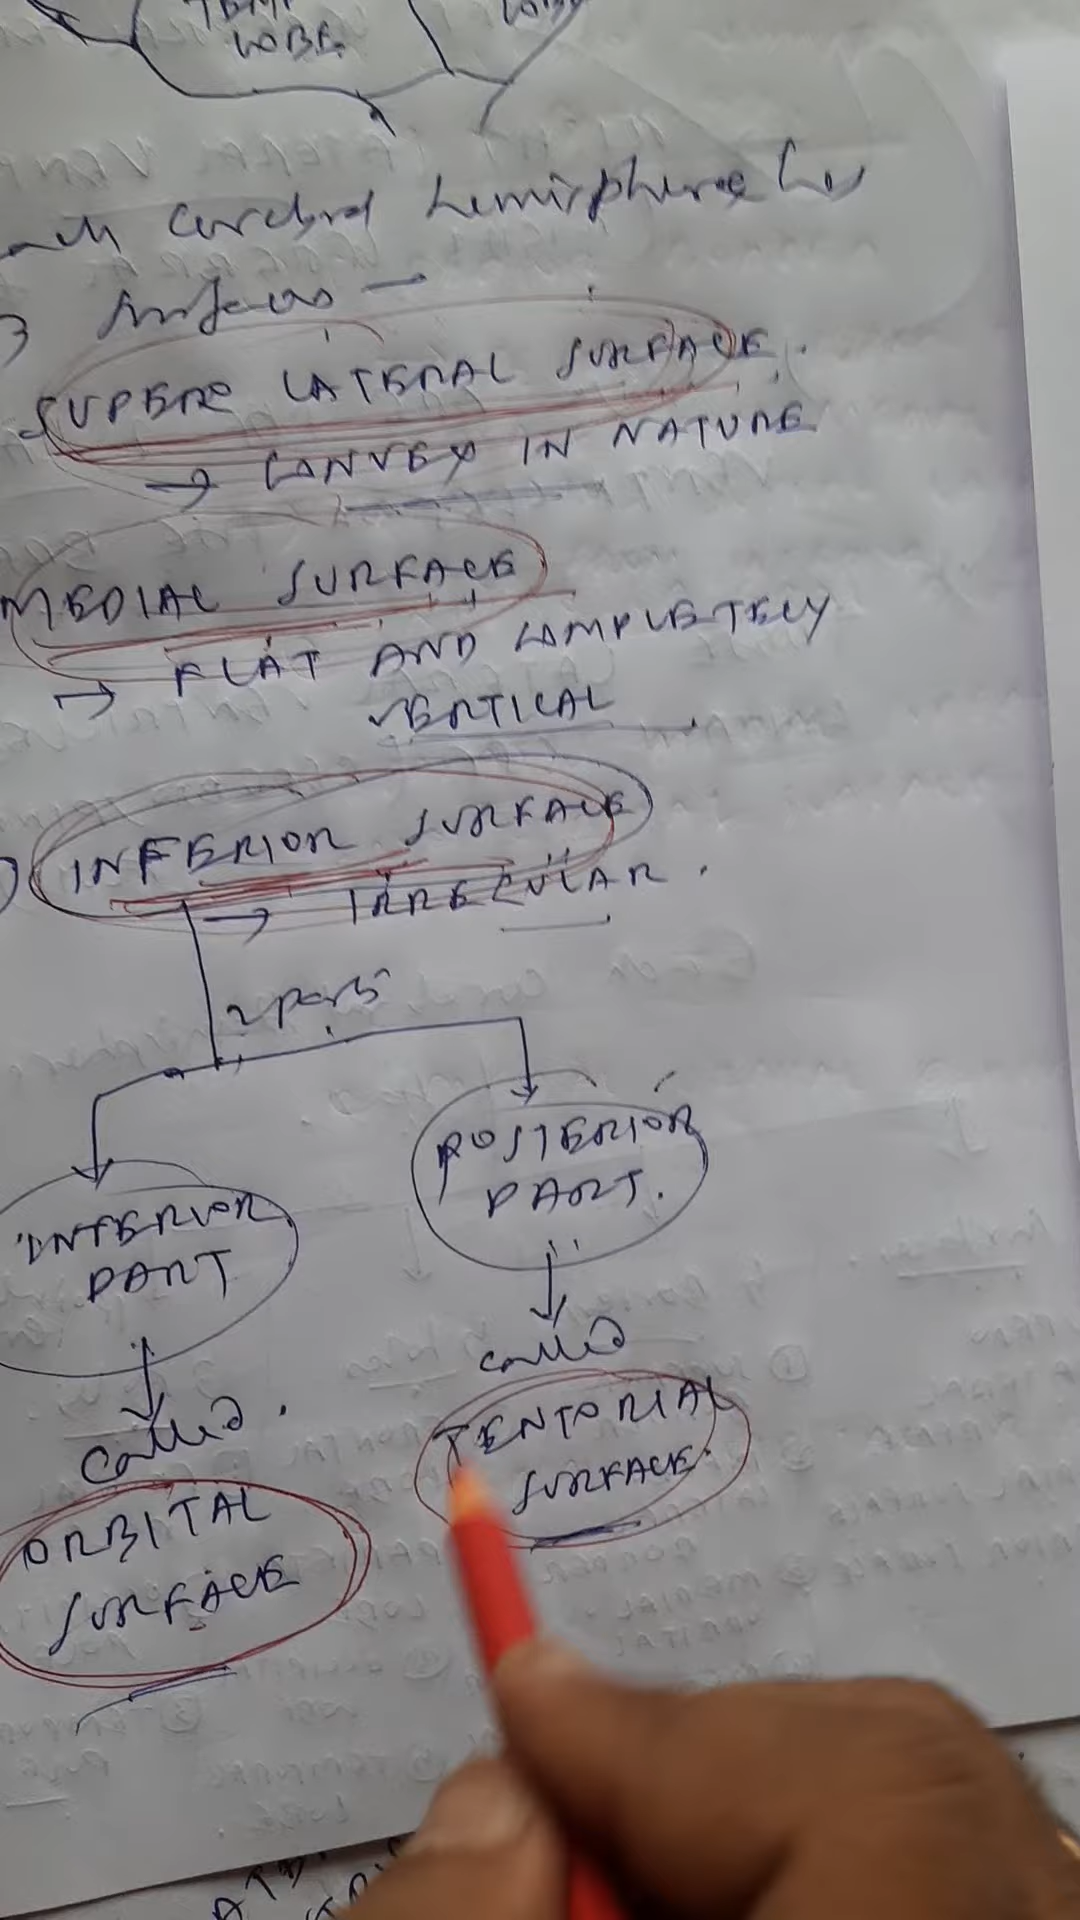 LOBE
cerebral hemisphere has
3 surfaces –
SUPERO LATERAL SURFACE.
→ CONVEX IN NATURE
MEDIAL SURFACE
→ FLAT AND COMPLETELY
VERTICAL
INFERIOR SURFACE
→ IRREGULAR.
2 parts
POSTERIOR
PART.
PART
called
called.
TENTORIAL
SURFACE.
ORBITAL
SURFACE